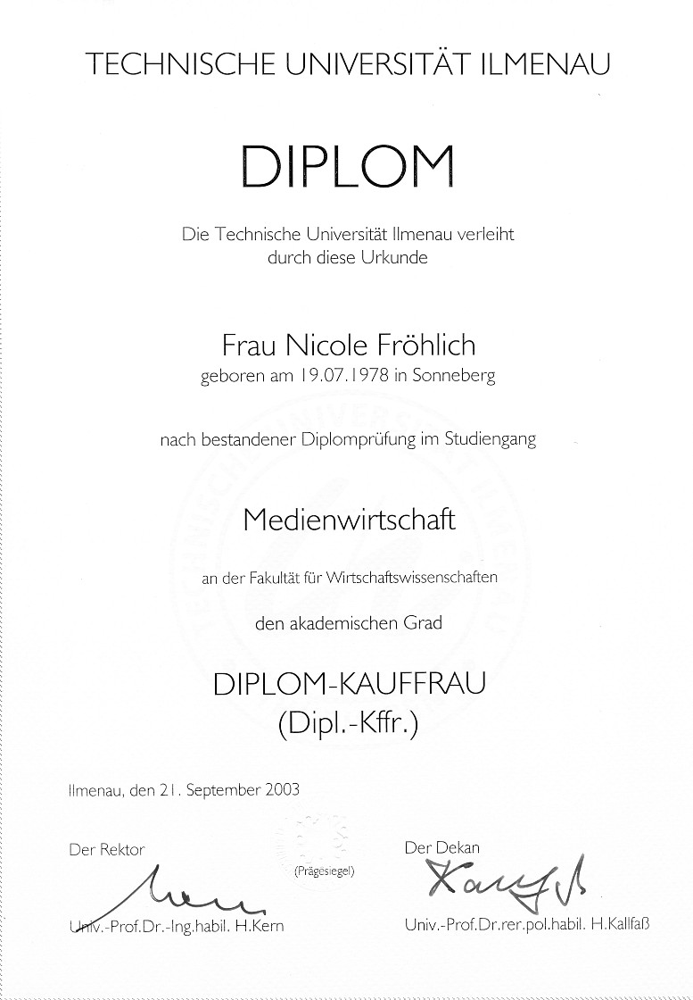 TECHNISCHE UNIVERSITÄT ILMENAU
DIPLOM
Die Technische Universität Ilmenau verleiht
durch diese Urkunde
Frau Nicole Fröhlich
geboren am 19.07.1978 in Sonneberg
nach bestandener Diplomprüfung im Studiengang
Medienwirtschaft
an der Fakultät für Wirtschaftswissenschaften
den akademischen Grad
DIPLOM-KAUFFRAU
(Dipl.-Kffr.)
Ilmenau, den 21. September 2003
Der Rektor
Der Dekan
(Prägesiegel)
Univ.-Prof.Dr.-Ing.habil. H.Kern
Univ.-Prof.Dr.rer.pol.habil. H.Kallfaß
TECHNISCHE UNIVERSITÄT ILMENAU